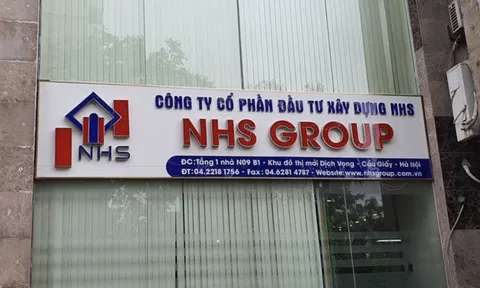 CÔNG TY CỔ PHẦN ĐẦU TƯ XÂY DỰNG NHS
NHS GROUP
NHS
ĐC: Tầng 1 nhà N09 B1 - Khu đô thị mới Dịch Vọng - Cầu Giấy - Hà Nội
ĐT: 04.2218 1756 - Fax: 04.6281 4787 - Website: www.nhsgroup.com.vn